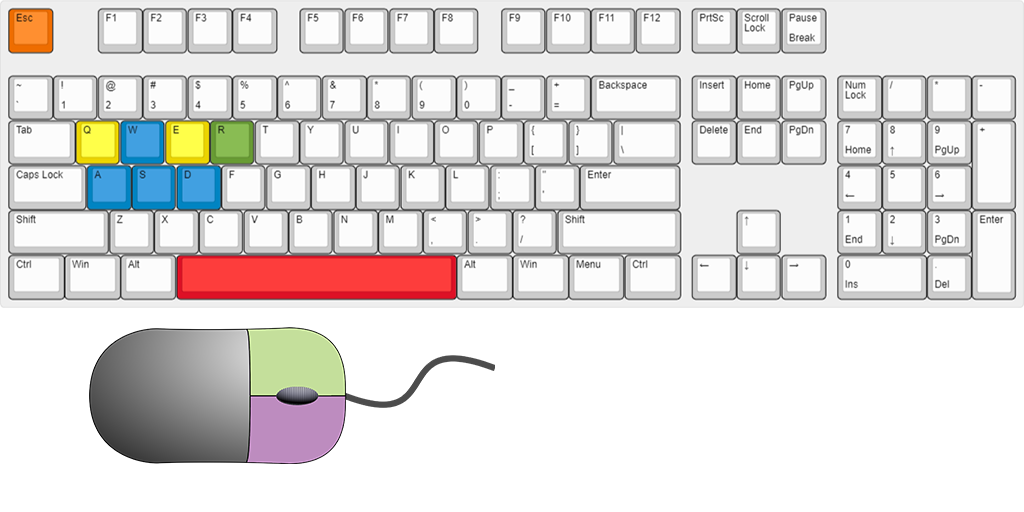 Esc F1 F2 F3 F4 F5 F6 F7 F8 F9 F10 F11 F12 PrtSc Scroll Lock Pause Break
~ ` ! 1 @ 2 # 3 $ 4 % 5 ^ 6 & 7 * 8 ( 9 ) 0 _ - + = Backspace Insert Home PgUp Num Lock / * -
Tab Q W E R T Y U I O P { [ } ] | \ Delete End PgDn 7 Home 8 ↑ 9 PgUp +
Caps Lock A S D F G H J K L : ; " ' Enter 4 ← 5 6 →
Shift Z X C V B N M < , > . ? / Shift ↑ 1 End 2 ↓ 3 PgDn Enter
Ctrl Win Alt Alt Win Menu Ctrl ← ↓ → 0 Ins . Del